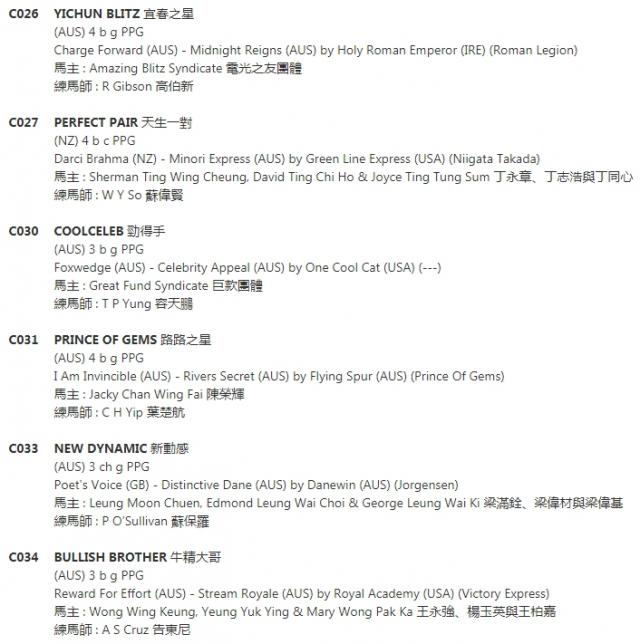 C026 YICHUN BLITZ 宜春之星
(AUS) 4 b g PPG
Charge Forward (AUS) - Midnight Reigns (AUS) by Holy Roman Emperor (IRE) (Roman Legion)
馬主 : Amazing Blitz Syndicate 電光之友團體
練馬師 : R Gibson 高伯新
C027 PERFECT PAIR 天生一對
(NZ) 4 b c PPG
Darci Brahma (NZ) - Minori Express (AUS) by Green Line Express (USA) (Niigata Takada)
馬主 : Sherman Ting Wing Cheung, David Ting Chi Ho & Joyce Ting Tung Sum 丁永章、丁志浩與丁同心
練馬師 : W Y So 蘇偉賢
C030 COOLCELEB 勁得手
(AUS) 3 b g PPG
Foxwedge (AUS) - Celebrity Appeal (AUS) by One Cool Cat (USA) (---)
馬主 : Great Fund Syndicate 巨款團體
練馬師 : T P Yung 容天鵬
C031 PRINCE OF GEMS 路路之星
(AUS) 4 b g PPG
I Am Invincible (AUS) - Rivers Secret (AUS) by Flying Spur (AUS) (Prince Of Gems)
馬主 : Jacky Chan Wing Fai 陳榮輝
練馬師 : C H Yip 葉楚航
C033 NEW DYNAMIC 新動感
(AUS) 3 ch g PPG
Poet's Voice (GB) - Distinctive Dane (AUS) by Danewin (AUS) (Jorgensen)
馬主 : Leung Moon Chuen, Edmond Leung Wai Choi & George Leung Wai Ki 梁滿銓、梁偉材與梁偉基
練馬師 : P O'Sullivan 蘇保羅
C034 BULLISH BROTHER 牛精大哥
(AUS) 3 b g PPG
Reward For Effort (AUS) - Stream Royale (AUS) by Royal Academy (USA) (Victory Express)
馬主 : Wong Wing Keung, Yeung Yuk Ying & Mary Wong Pak Ka 王永強、楊玉英與王柏嘉
練馬師 : A S Cruz 告東尼